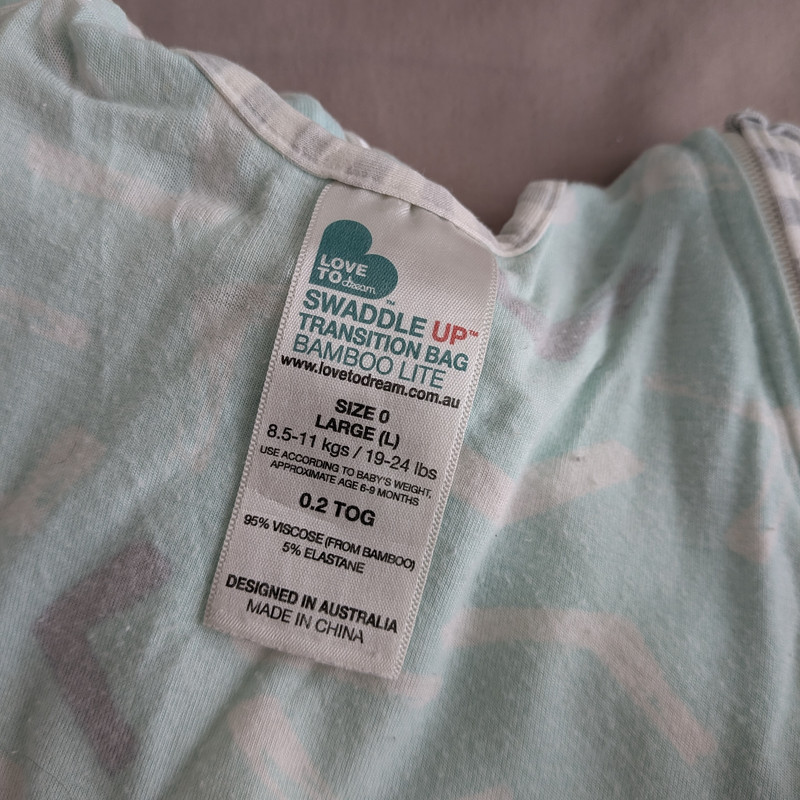 LOVE
TO dream™
SWADDLE UP™
TRANSITION BAG
BAMBOO LITE
www.lovetodream.com.au
SIZE 0
LARGE (L)
8.5-11 kgs / 19-24 lbs
USE ACCORDING TO BABY'S WEIGHT,
APPROXIMATE AGE 6-9 MONTHS
0.2 TOG
95% VISCOSE (FROM BAMBOO)
5% ELASTANE
DESIGNED IN AUSTRALIA
MADE IN CHINA